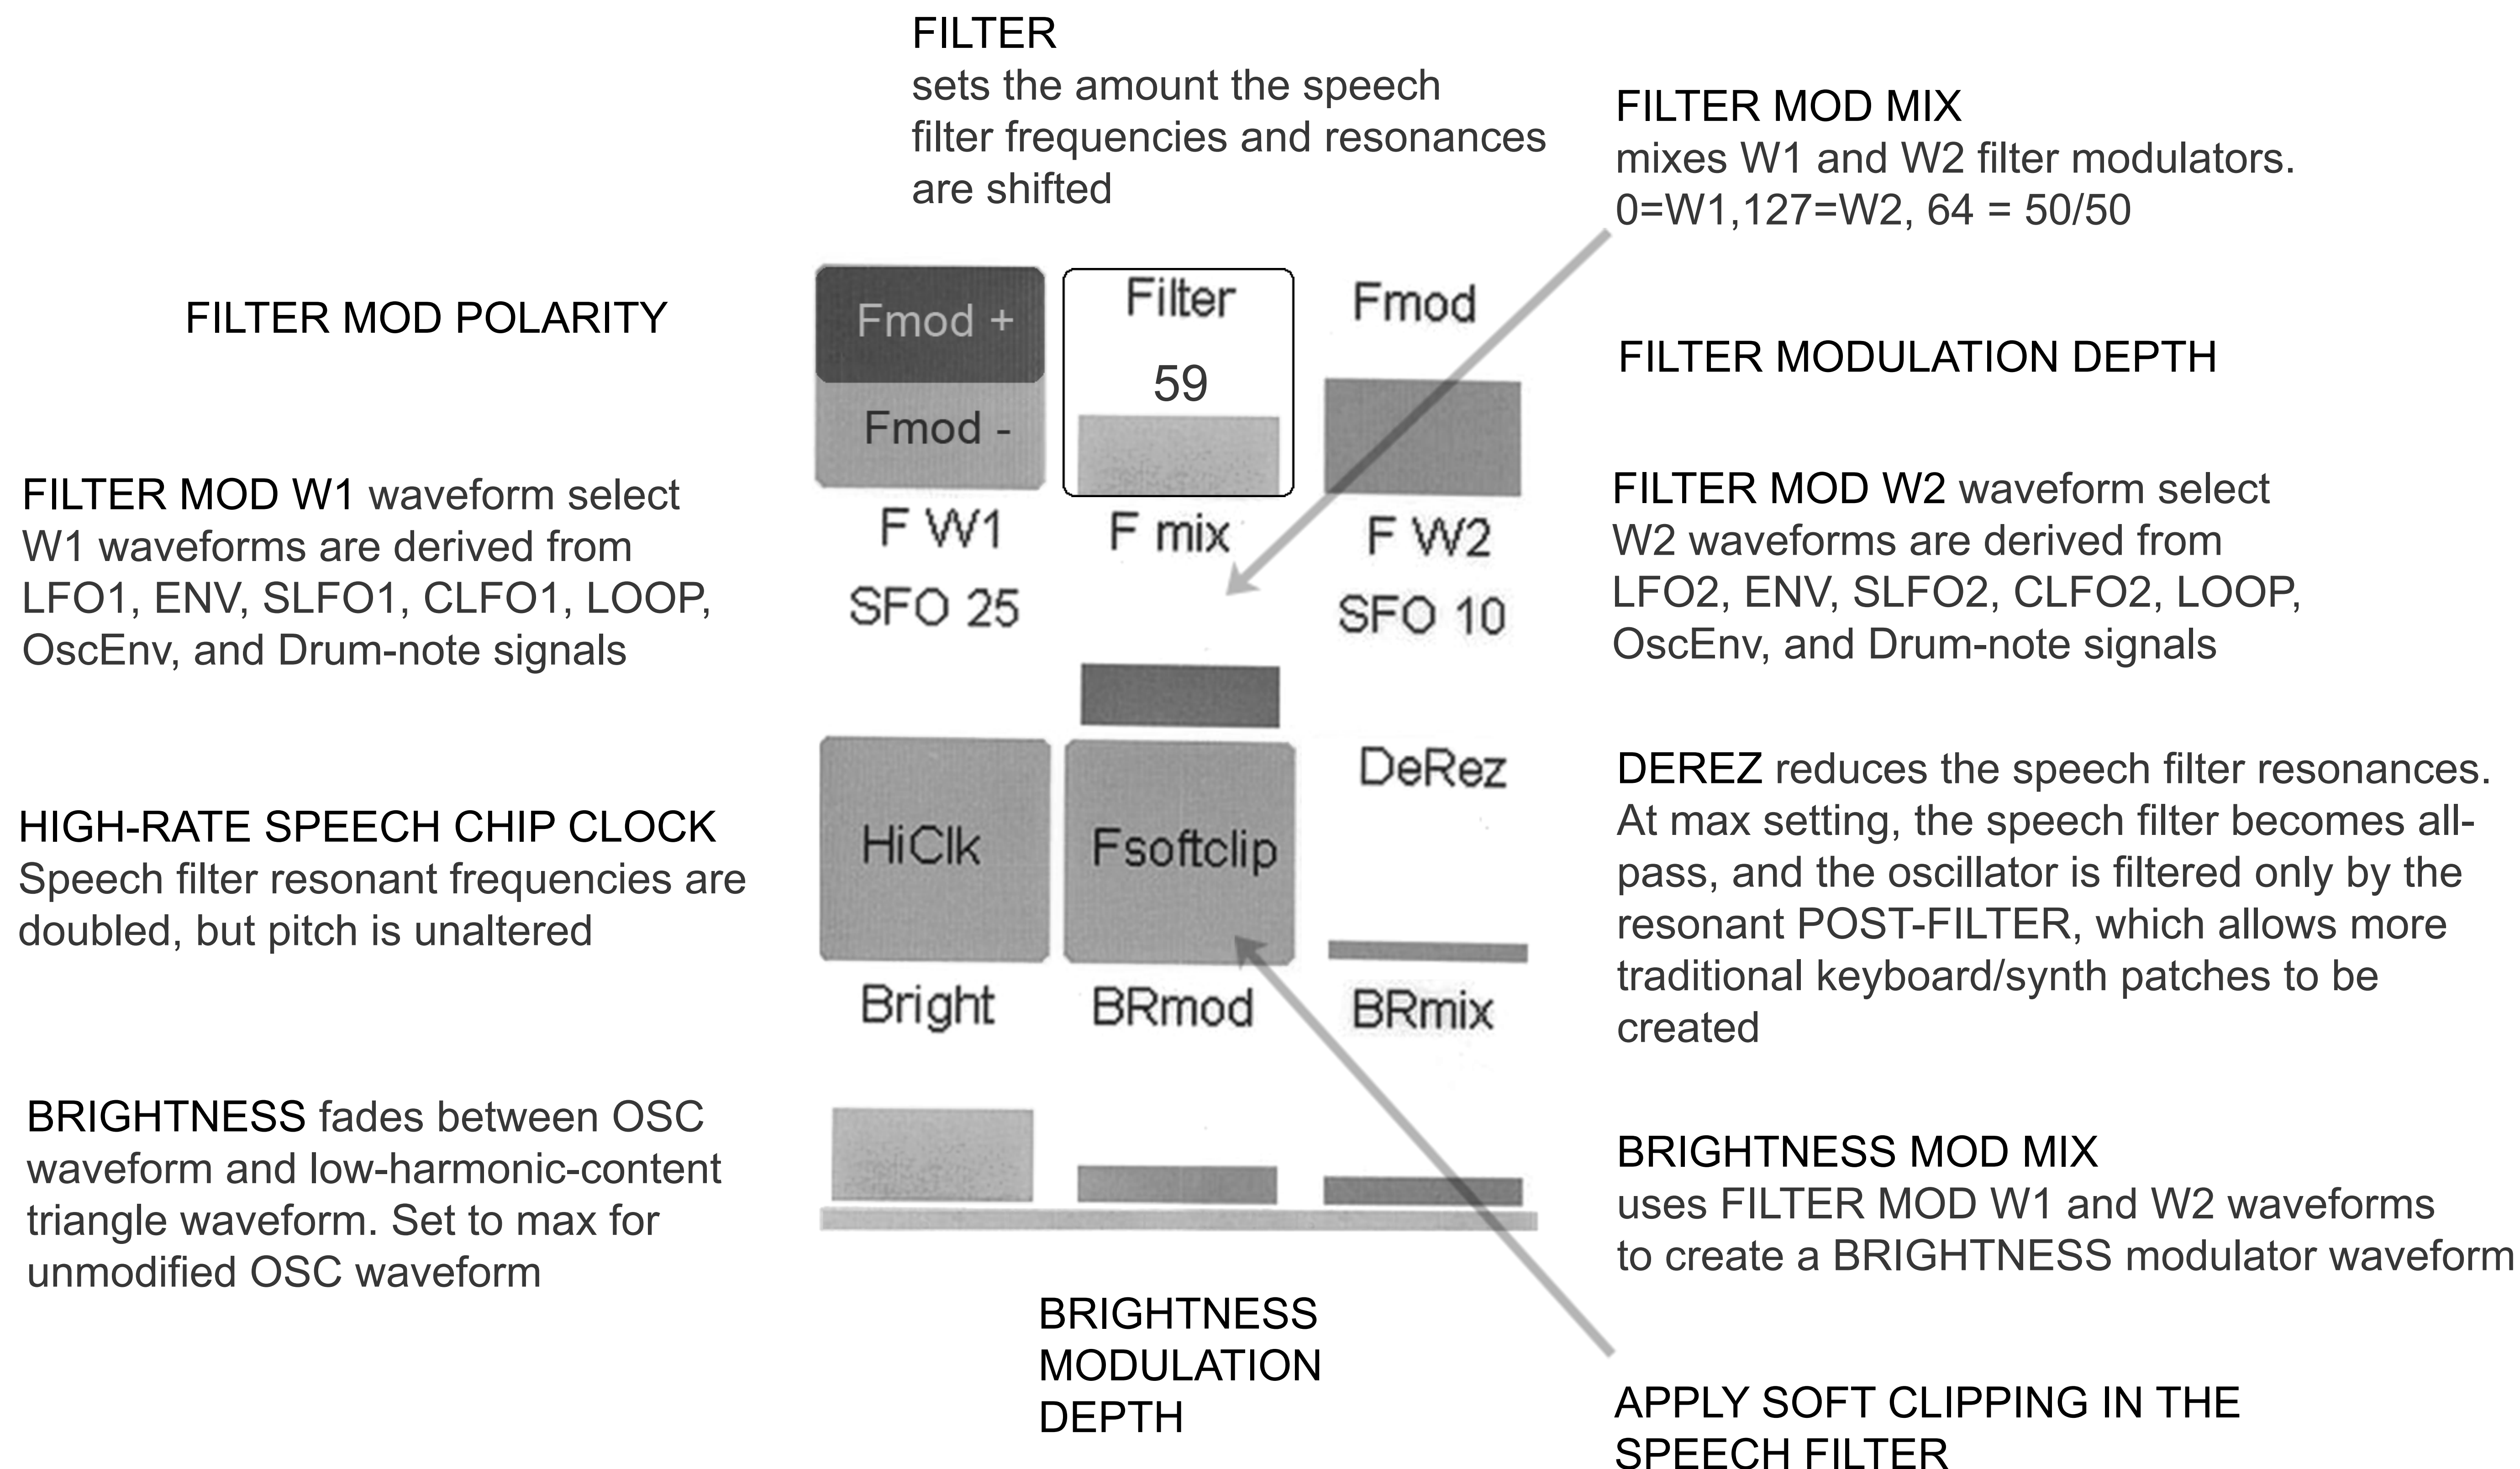 FILTER
sets the amount the speech
filter frequencies and resonances
are shifted
FILTER MOD MIX
mixes W1 and W2 filter modulators.
0=W1,127=W2, 64 = 50/50
FILTER MOD POLARITY
Fmod +
Fmod -
Filter
59
Fmod
FILTER MODULATION DEPTH
FILTER MOD W1 waveform select
W1 waveforms are derived from
LFO1, ENV, SLFO1, CLFO1, LOOP,
OscEnv, and Drum-note signals
F W1
SFO 25
F mix
F W2
SFO 10
FILTER MOD W2 waveform select
W2 waveforms are derived from
LFO2, ENV, SLFO2, CLFO2, LOOP,
OscEnv, and Drum-note signals
HIGH-RATE SPEECH CHIP CLOCK
Speech filter resonant frequencies are
doubled, but pitch is unaltered
HiClk
Fsoftclip
DeRez
DEREZ reduces the speech filter resonances.
At max setting, the speech filter becomes all-
pass, and the oscillator is filtered only by the
resonant POST-FILTER, which allows more
traditional keyboard/synth patches to be
created
Bright
BRmod
BRmix
BRIGHTNESS fades between OSC
waveform and low-harmonic-content
triangle waveform. Set to max for
unmodified OSC waveform
BRIGHTNESS MOD MIX
uses FILTER MOD W1 and W2 waveforms
to create a BRIGHTNESS modulator waveform
BRIGHTNESS
MODULATION
DEPTH
APPLY SOFT CLIPPING IN THE
SPEECH FILTER